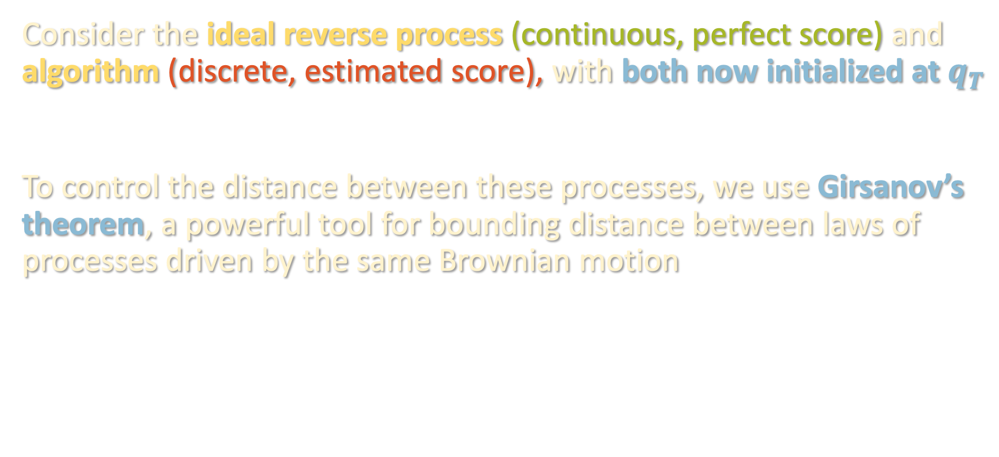 Consider the ideal reverse process (continuous, perfect score) and
algorithm (discrete, estimated score), with both now initialized at q_T
To control the distance between these processes, we use Girsanov’s
theorem, a powerful tool for bounding distance between laws of
processes driven by the same Brownian motion